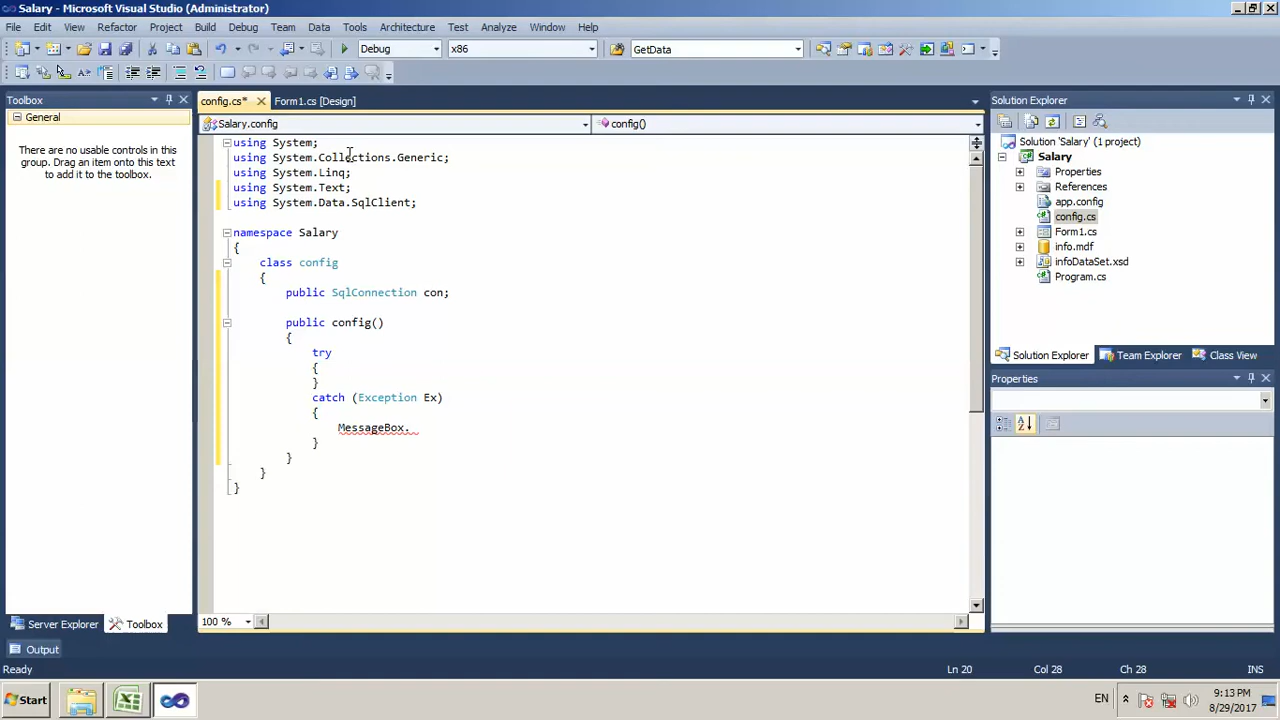 Salary - Microsoft Visual Studio (Administrator)
File Edit View Refactor Project Build Debug Team Data Tools Architecture Test Analyze Window Help
Debug x86 GetData
Toolbox
General
There are no usable controls in this
group. Drag an item onto this text
to add it to the toolbox.
Server Explorer Toolbox
config.cs* Form1.cs [Design]
Salary.config config()
using System;
using System.Collections.Generic;
using System.Linq;
using System.Text;
using System.Data.SqlClient;
namespace Salary
{
class config
{
public SqlConnection con;
public config()
{
try
{
}
catch (Exception Ex)
{
MessageBox.
}
}
}
}
100 %
Solution Explorer
Solution 'Salary' (1 project)
Salary
Properties
References
app.config
config.cs
Form1.cs
info.mdf
infoDataSet.xsd
Program.cs
Solution Explorer Team Explorer Class View
Properties
Output
Ready Ln 20 Col 28 Ch 28 INS
Start EN 9:13 PM
8/29/2017